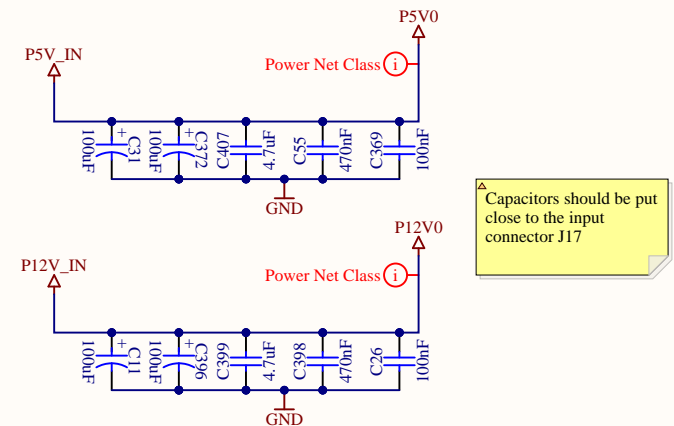 P5V0
P5V_IN
Power Net Class i
+ C31 100uF
+ C372 100uF
C407 4.7uF
C55 470nF
C369 100nF
GND
Capacitors should be put
close to the input
connector J17
P12V0
P12V_IN
Power Net Class i
+ C11 100uF
+ C396 100uF
C399 4.7uF
C398 470nF
C26 100nF
GND